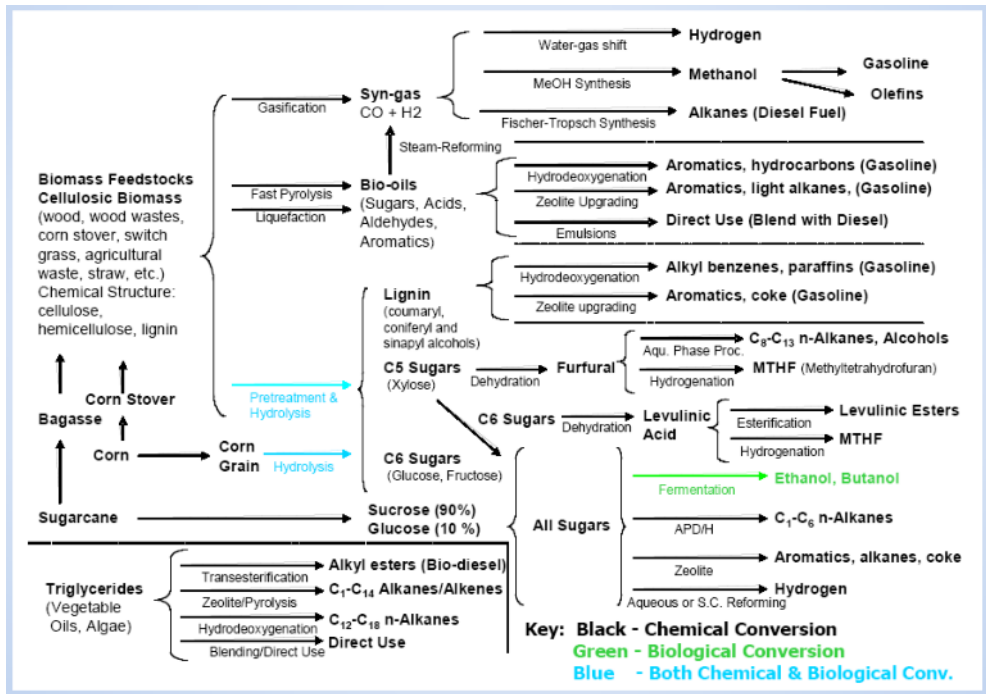 Hydrogen
Water-gas shift
Methanol
MeOH Synthesis
Gasoline
Olefins
Syn-gas
CO + H2
Gasification
Alkanes (Diesel Fuel)
Fischer-Tropsch Synthesis
Steam-Reforming
Biomass Feedstocks
Cellulosic Biomass
(wood, wood wastes,
corn stover, switch
grass, agricultural
waste, straw, etc.)
Chemical Structure:
cellulose,
hemicellulose, lignin
Fast Pyrolysis
Liquefaction
Bio-oils
(Sugars, Acids,
Aldehydes,
Aromatics)
Aromatics, hydrocarbons (Gasoline)
Hydrodeoxygenation
Aromatics, light alkanes, (Gasoline)
Zeolite Upgrading
Direct Use (Blend with Diesel)
Emulsions
Alkyl benzenes, paraffins (Gasoline)
Hydrodeoxygenation
Aromatics, coke (Gasoline)
Zeolite upgrading
Lignin
(coumaryl,
coniferyl and
sinapyl alcohols)
C5 Sugars
(Xylose)
Dehydration
Furfural
C8-C13 n-Alkanes, Alcohols
Aqu. Phase Proc.
MTHF (Methyltetrahydrofuran)
Hydrogenation
Pretreatment &
Hydrolysis
Corn Stover
Bagasse
Corn
Corn
Grain
Hydrolysis
C6 Sugars
(Glucose, Fructose)
C6 Sugars
Dehydration
Levulinic
Acid
Levulinic Esters
Esterification
MTHF
Hydrogenation
Sugarcane
Sucrose (90%)
Glucose (10 %)
All Sugars
Ethanol, Butanol
Fermentation
C1-C6 n-Alkanes
APD/H
Aromatics, alkanes, coke
Zeolite
Hydrogen
Aqueous or S.C. Reforming
Triglycerides
(Vegetable
Oils, Algae)
Alkyl esters (Bio-diesel)
Transesterification
C1-C14 Alkanes/Alkenes
Zeolite/Pyrolysis
C12-C18 n-Alkanes
Hydrodeoxygenation
Direct Use
Blending/Direct Use
Key: Black - Chemical Conversion
Green - Biological Conversion
Blue - Both Chemical & Biological Conv.